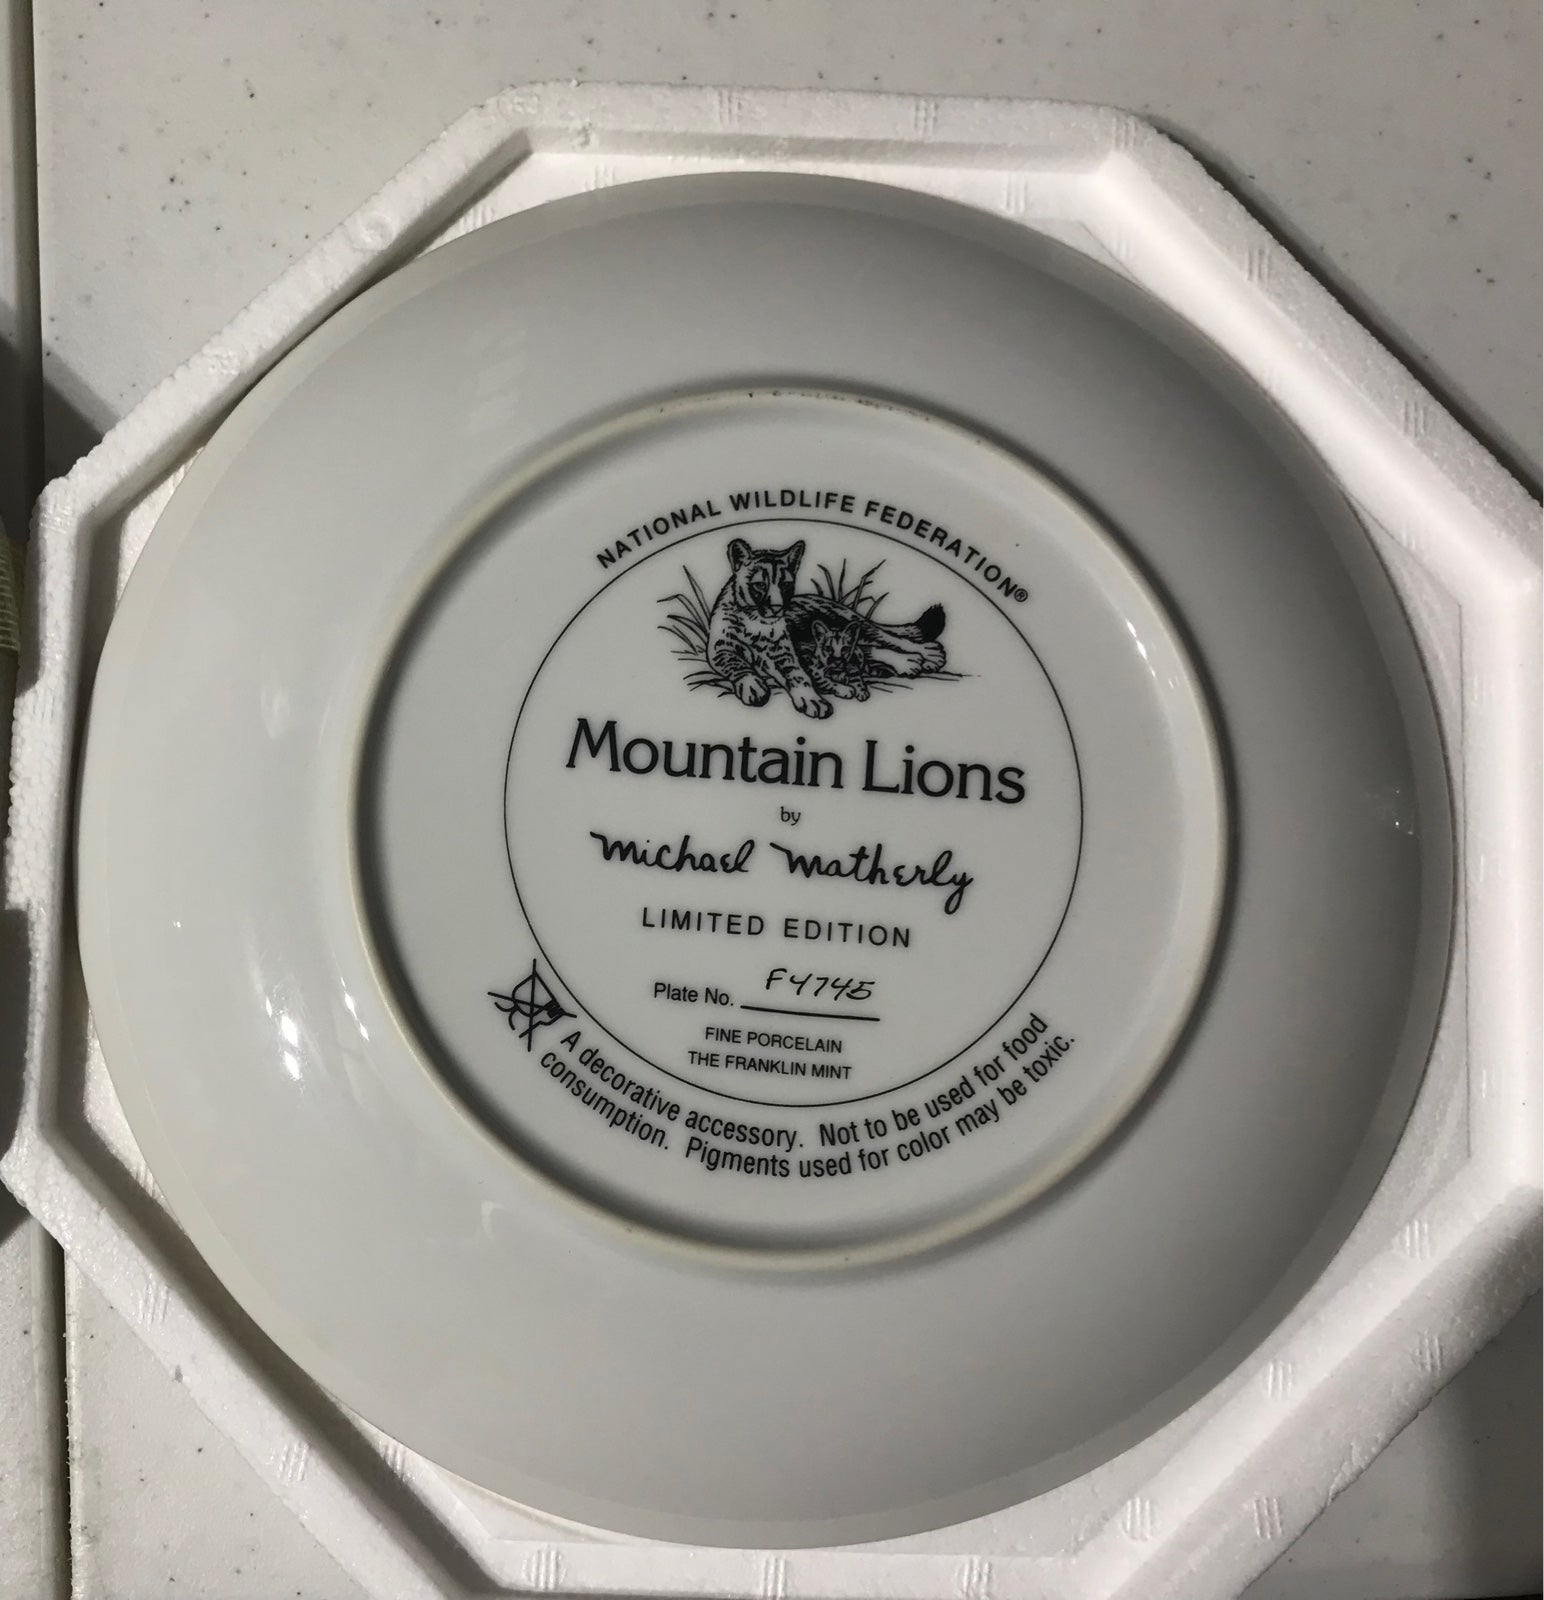 NATIONAL WILDLIFE FEDERATION®
Mountain Lions
by
Michael Matherly
LIMITED EDITION
Plate No. F4745
FINE PORCELAIN
THE FRANKLIN MINT
A decorative accessory. Not to be used for food
consumption. Pigments used for color may be toxic.